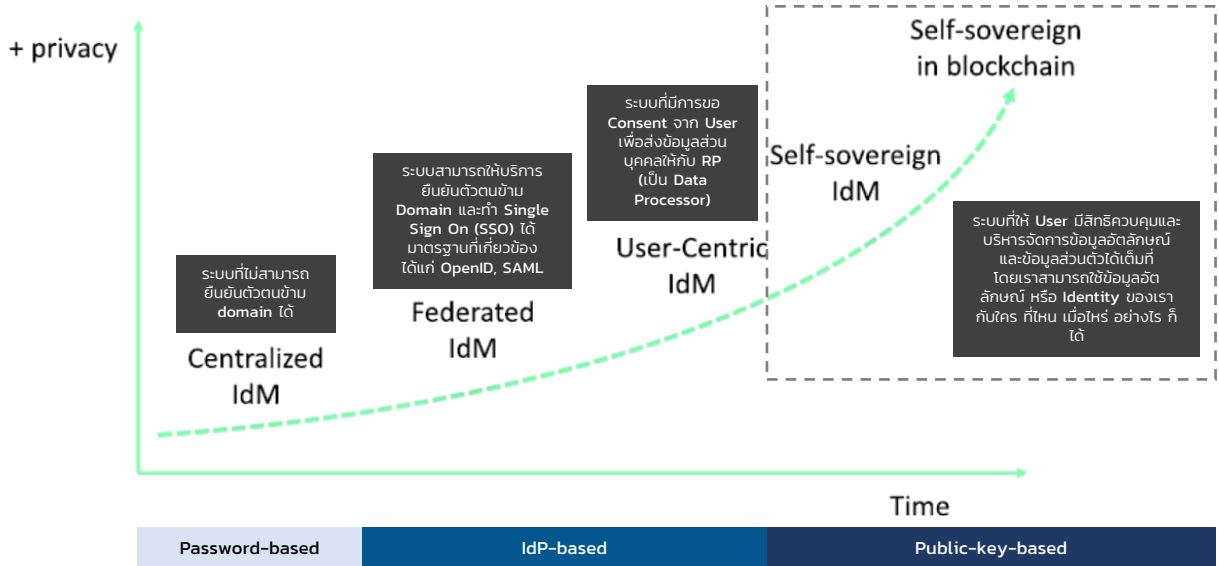 + privacy
Self-sovereign
in blockchain
ระบบที่มีการขอ
Consent จาก User
เพื่อส่งข้อมูลส่วน
บุคคลให้กับ RP
(เป็น Data
Processor)
User-Centric
IdM
Self-sovereign
IdM
ระบบสามารถให้บริการ
ยืนยันตัวตนข้าม
Domain และทำ Single
Sign On (SSO) ได้
มาตรฐานที่เกี่ยวข้อง
ได้แก่ OpenID, SAML
Federated
IdM
ระบบที่ไม่สามารถ
ยืนยันตัวตนข้าม
domain ได้
Centralized
IdM
ระบบที่ให้ User มีสิทธิควบคุมและ
บริหารจัดการข้อมูลอัตลักษณ์
และข้อมูลส่วนตัวได้เต็มที่
โดยเราสามารถใช้ข้อมูลอัต
ลักษณ์ หรือ Identity ของเรา
กับใคร ที่ไหน เมื่อไหร่ อย่างไร ก็
ได้
Time
Password-based
IdP-based
Public-key-based